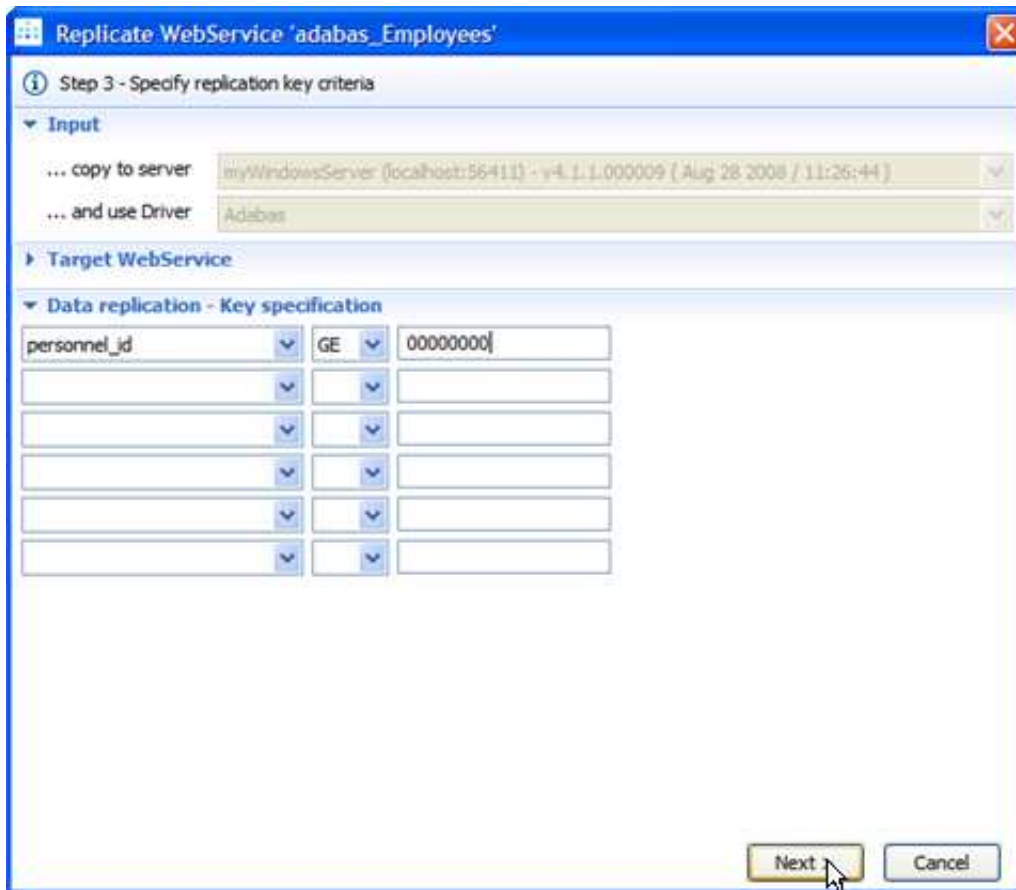 Replicate WebService 'adabas_Employees'
Step 3 - Specify replication key criteria
Input
... copy to server myWindowsServer (localhost:56411) - v4.1.1.000009 ( Aug 28 2008 / 11:26:44 )
... and use Driver Adabas
Target WebService
Data replication - Key specification
personnel_id GE 00000000
Next > Cancel